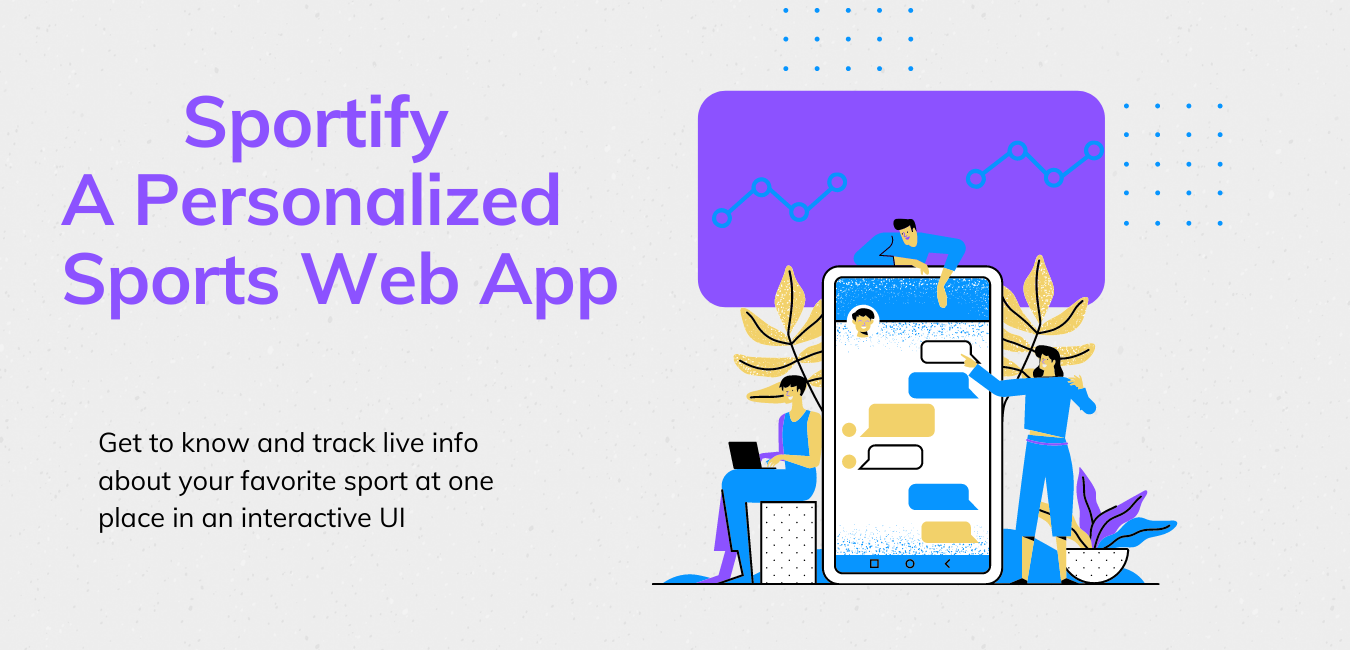 Sportify
A Personalized
Sports Web App
Get to know and track live info
about your favorite sport at one
place in an interactive UI